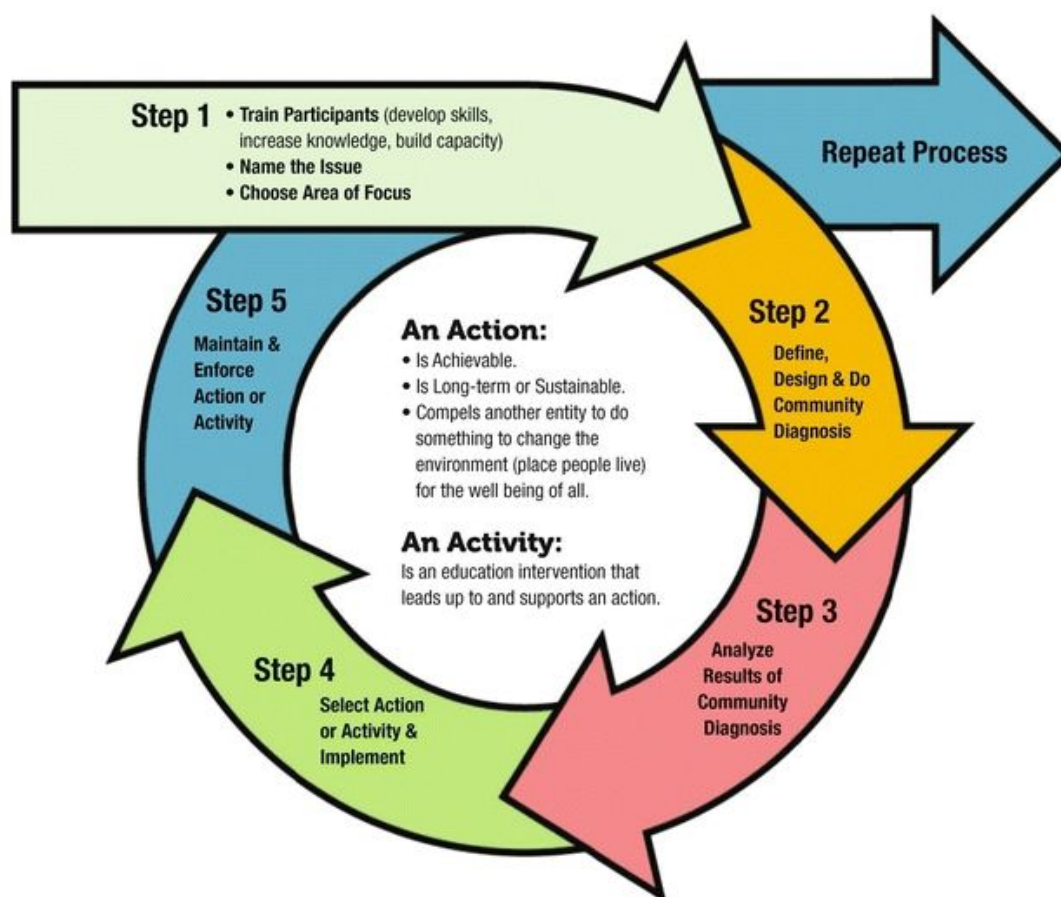 Step 1
• Train Participants (develop skills,
increase knowledge, build capacity)
• Name the Issue
• Choose Area of Focus
Repeat Process
Step 2
Define,
Design & Do
Community
Diagnosis
Step 3
Analyze
Results of
Community
Diagnosis
Step 4
Select Action
or Activity &
Implement
Step 5
Maintain &
Enforce
Action or
Activity
An Action:
• Is Achievable.
• Is Long-term or Sustainable.
• Compels another entity to do
something to change the
environment (place people live)
for the well being of all.
An Activity:
Is an education intervention that
leads up to and supports an action.